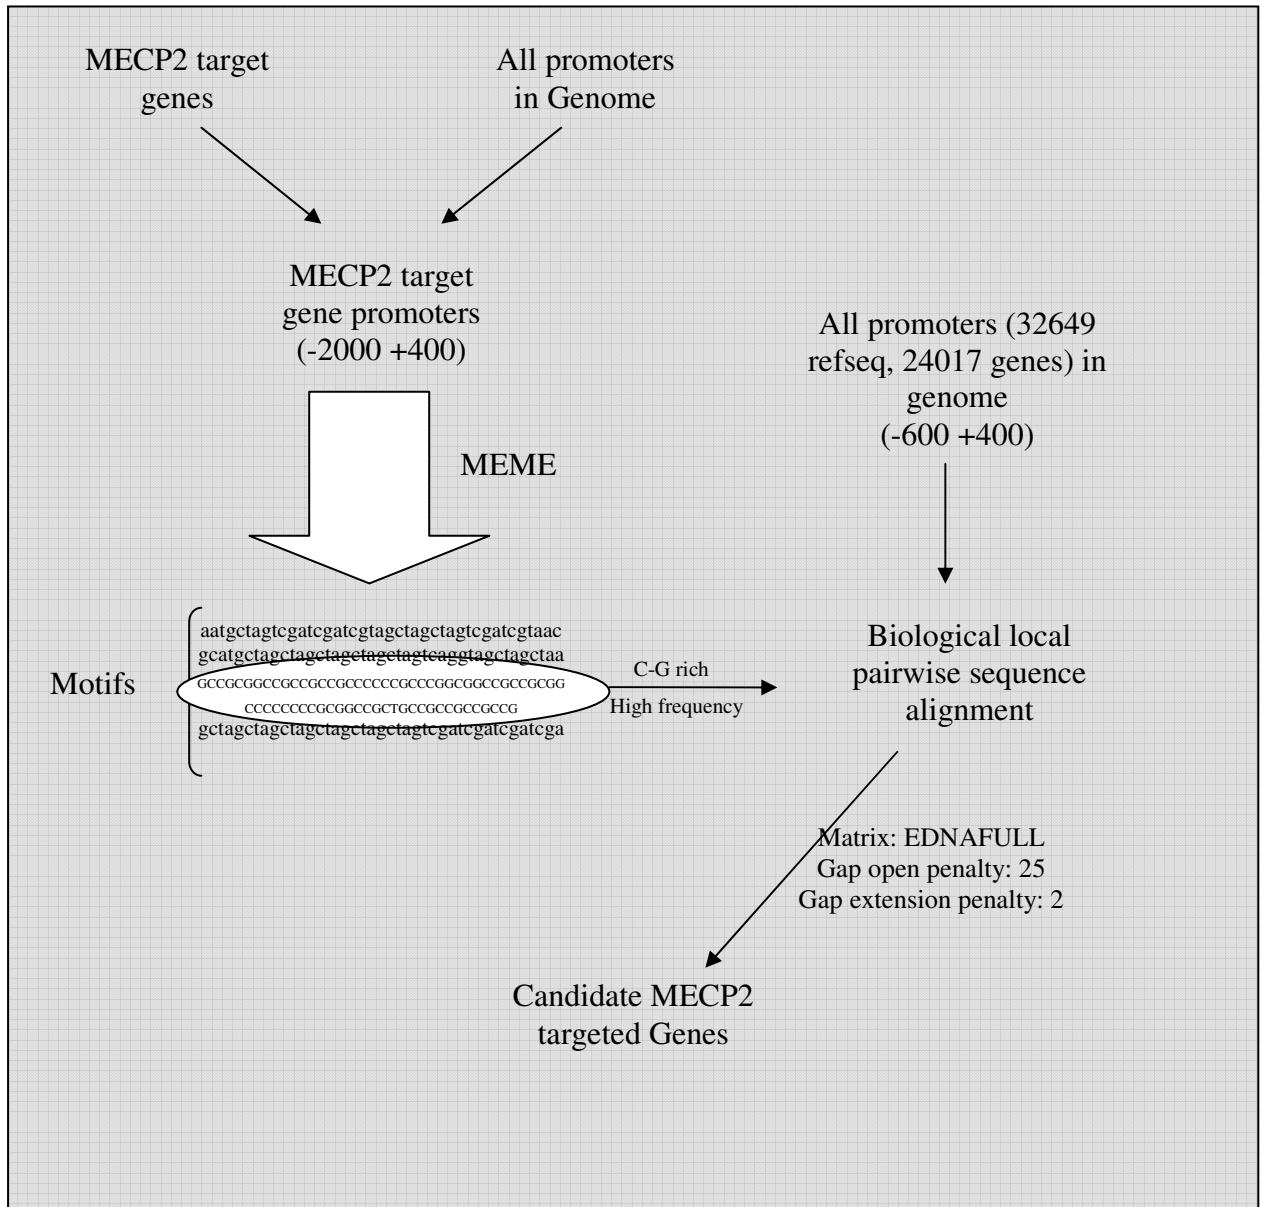 MECP2 target
genes
All promoters
in Genome
MECP2 target
gene promoters
(-2000 +400)
All promoters (32649
refseq, 24017 genes) in
genome
(-600 +400)
MEME
Motifs
aatgctagtcgatcgatcgtagctagctagtcgatcgtaac
gcatgctagctagctagctagctagtcaggtagctagctaa
GCCGCGGCCGCCGCCGCCCCCCGCCCGGCGGCCGCCGCGG
CCCCCCCCGCGGCCGCTGCCGCCGCCGCCG
gctagctagctagctagctagctagtcgatcgatcgatcga
C-G rich
High frequency
Biological local
pairwise sequence
alignment
Matrix: EDNAFULL
Gap open penalty: 25
Gap extension penalty: 2
Candidate MECP2
targeted Genes